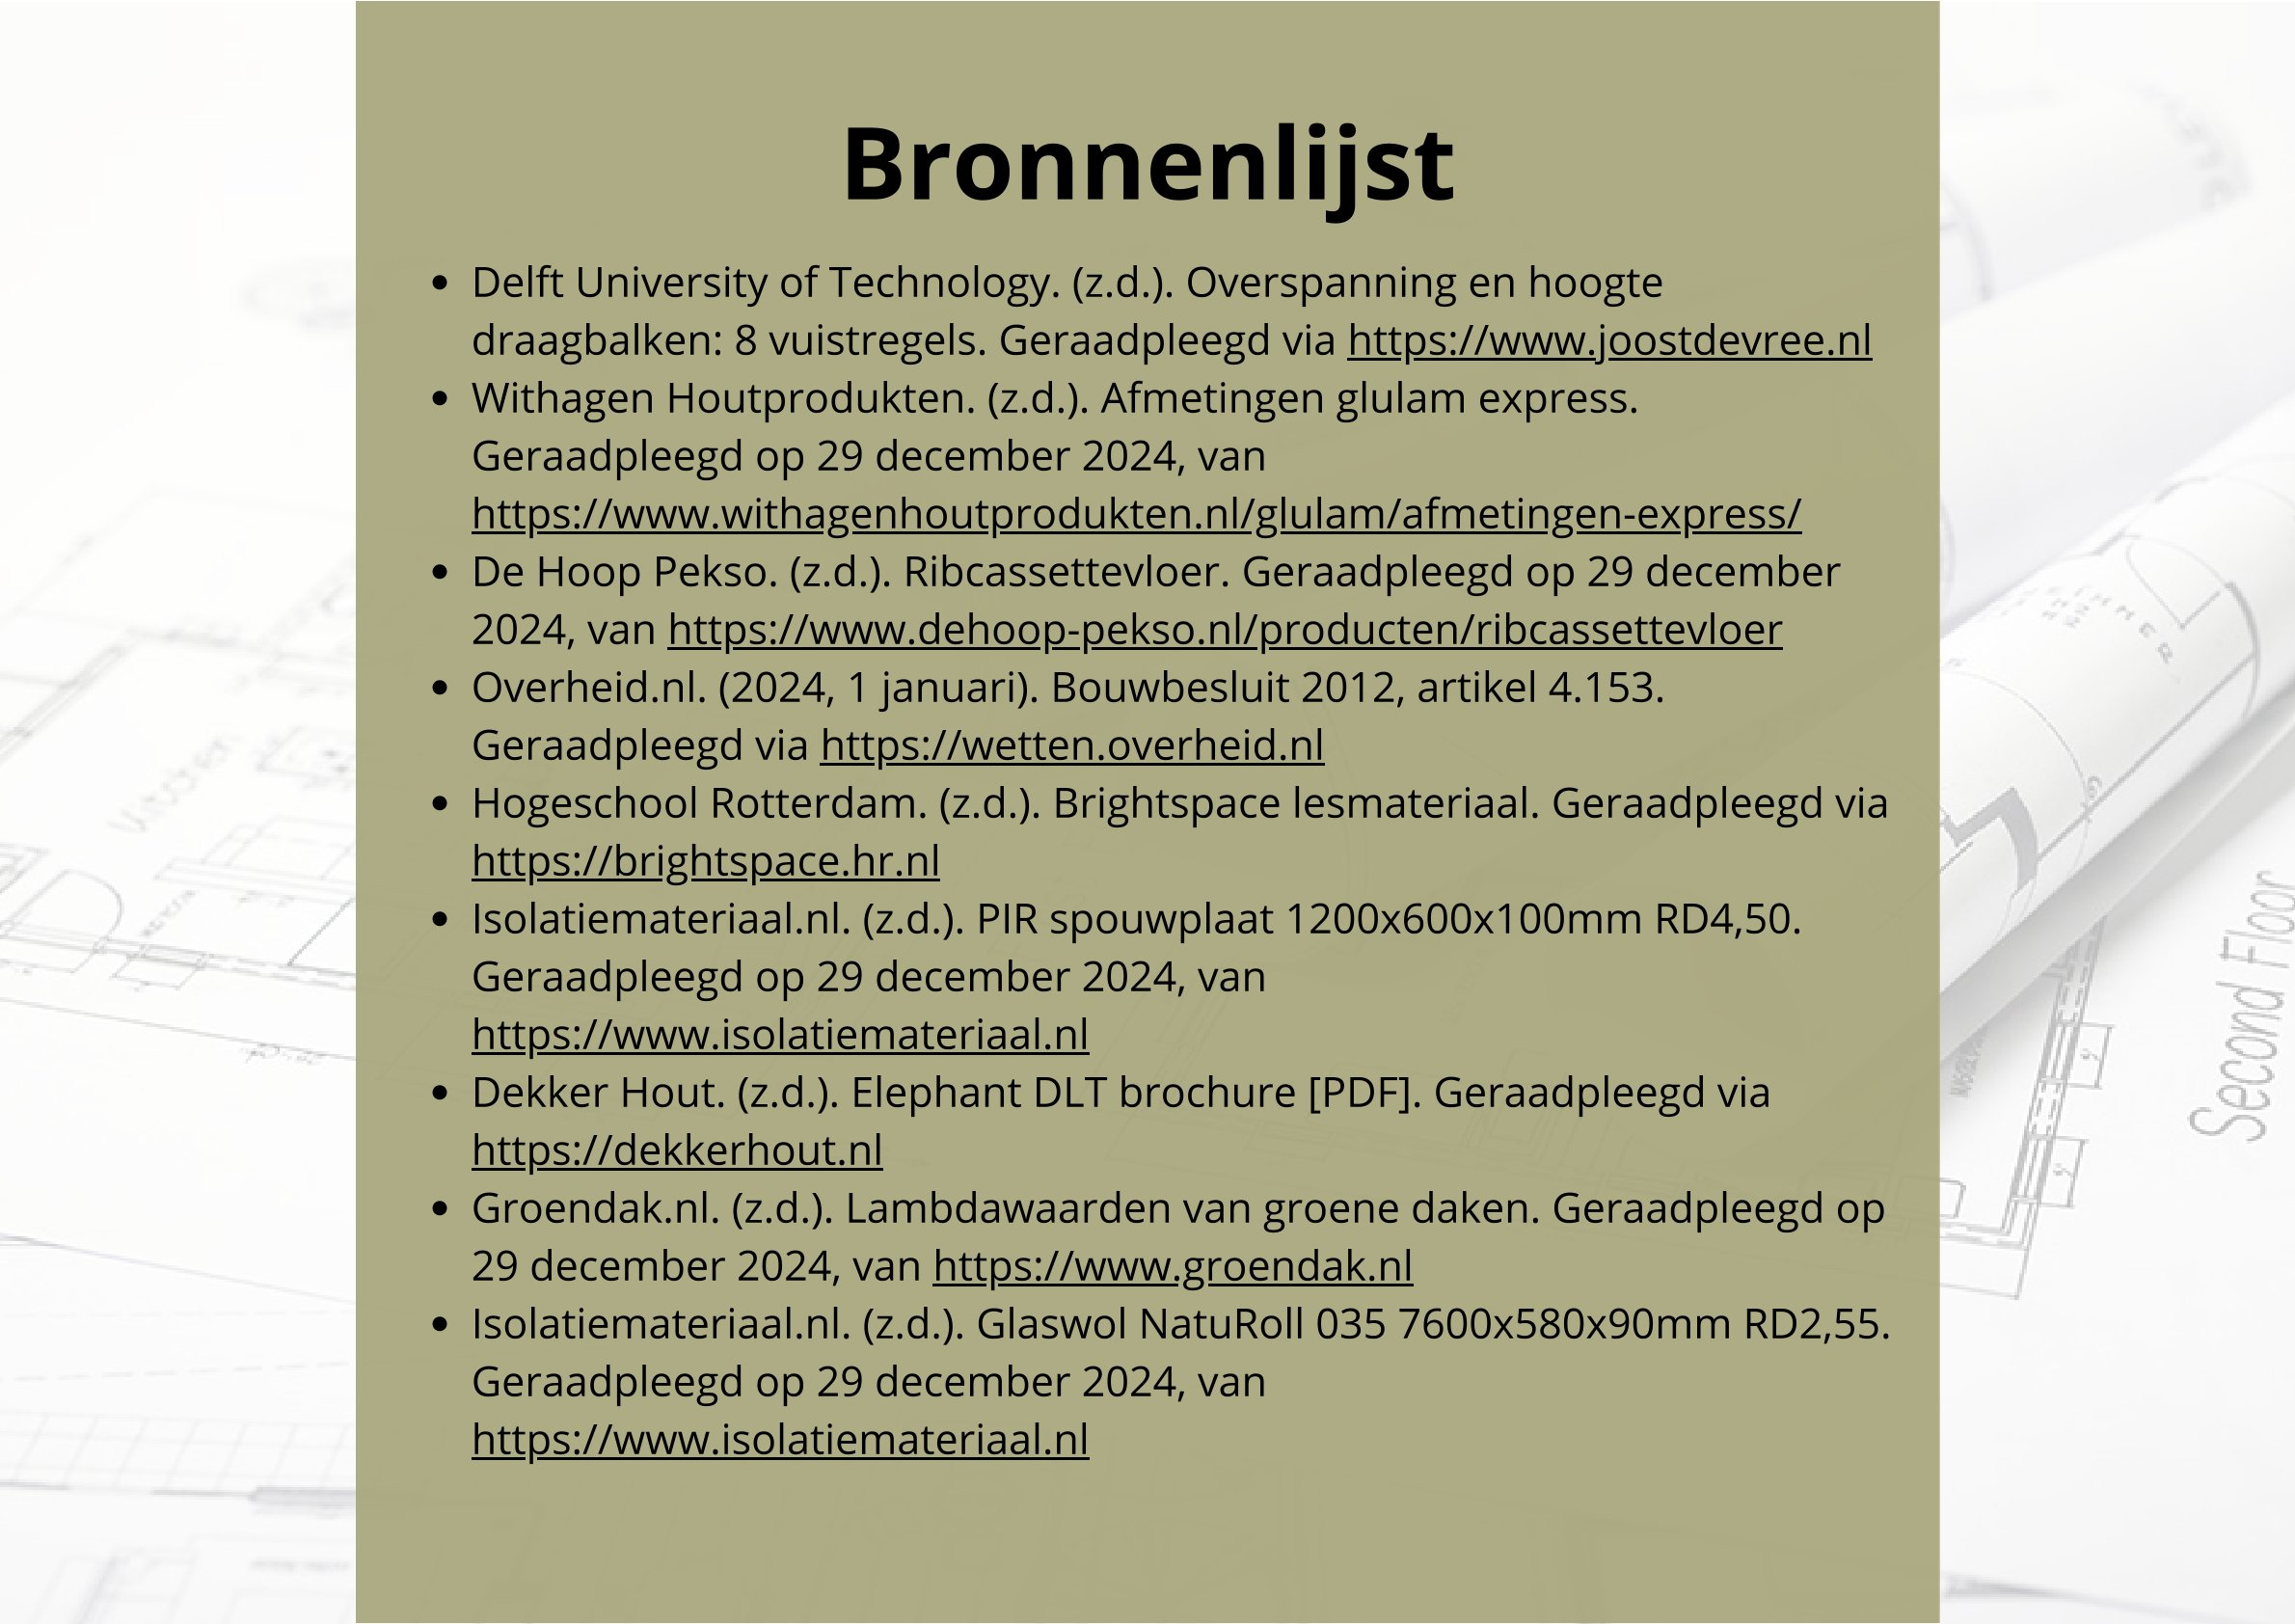 Bronnenlijst
• Delft University of Technology. (z.d.). Overspanning en hoogte
draagbalken: 8 vuistregels. Geraadpleegd via https://www.joostdevree.nl
• Withagen Houtprodukten. (z.d.). Afmetingen glulam express.
Geraadpleegd op 29 december 2024, van
https://www.withagenhoutprodukten.nl/glulam/afmetingen-express/
• De Hoop Pekso. (z.d.). Ribcassettevloer. Geraadpleegd op 29 december
2024, van https://www.dehoop-pekso.nl/producten/ribcassettevloer
• Overheid.nl. (2024, 1 januari). Bouwbesluit 2012, artikel 4.153.
Geraadpleegd via https://wetten.overheid.nl
• Hogeschool Rotterdam. (z.d.). Brightspace lesmateriaal. Geraadpleegd via
https://brightspace.hr.nl
• Isolatiemateriaal.nl. (z.d.). PIR spouwplaat 1200x600x100mm RD4,50.
Geraadpleegd op 29 december 2024, van
https://www.isolatiemateriaal.nl
• Dekker Hout. (z.d.). Elephant DLT brochure [PDF]. Geraadpleegd via
https://dekkerhout.nl
• Groendak.nl. (z.d.). Lambdawaarden van groene daken. Geraadpleegd op
29 december 2024, van https://www.groendak.nl
• Isolatiemateriaal.nl. (z.d.). Glaswol NatuRoll 035 7600x580x90mm RD2,55.
Geraadpleegd op 29 december 2024, van
https://www.isolatiemateriaal.nl
Second Floor